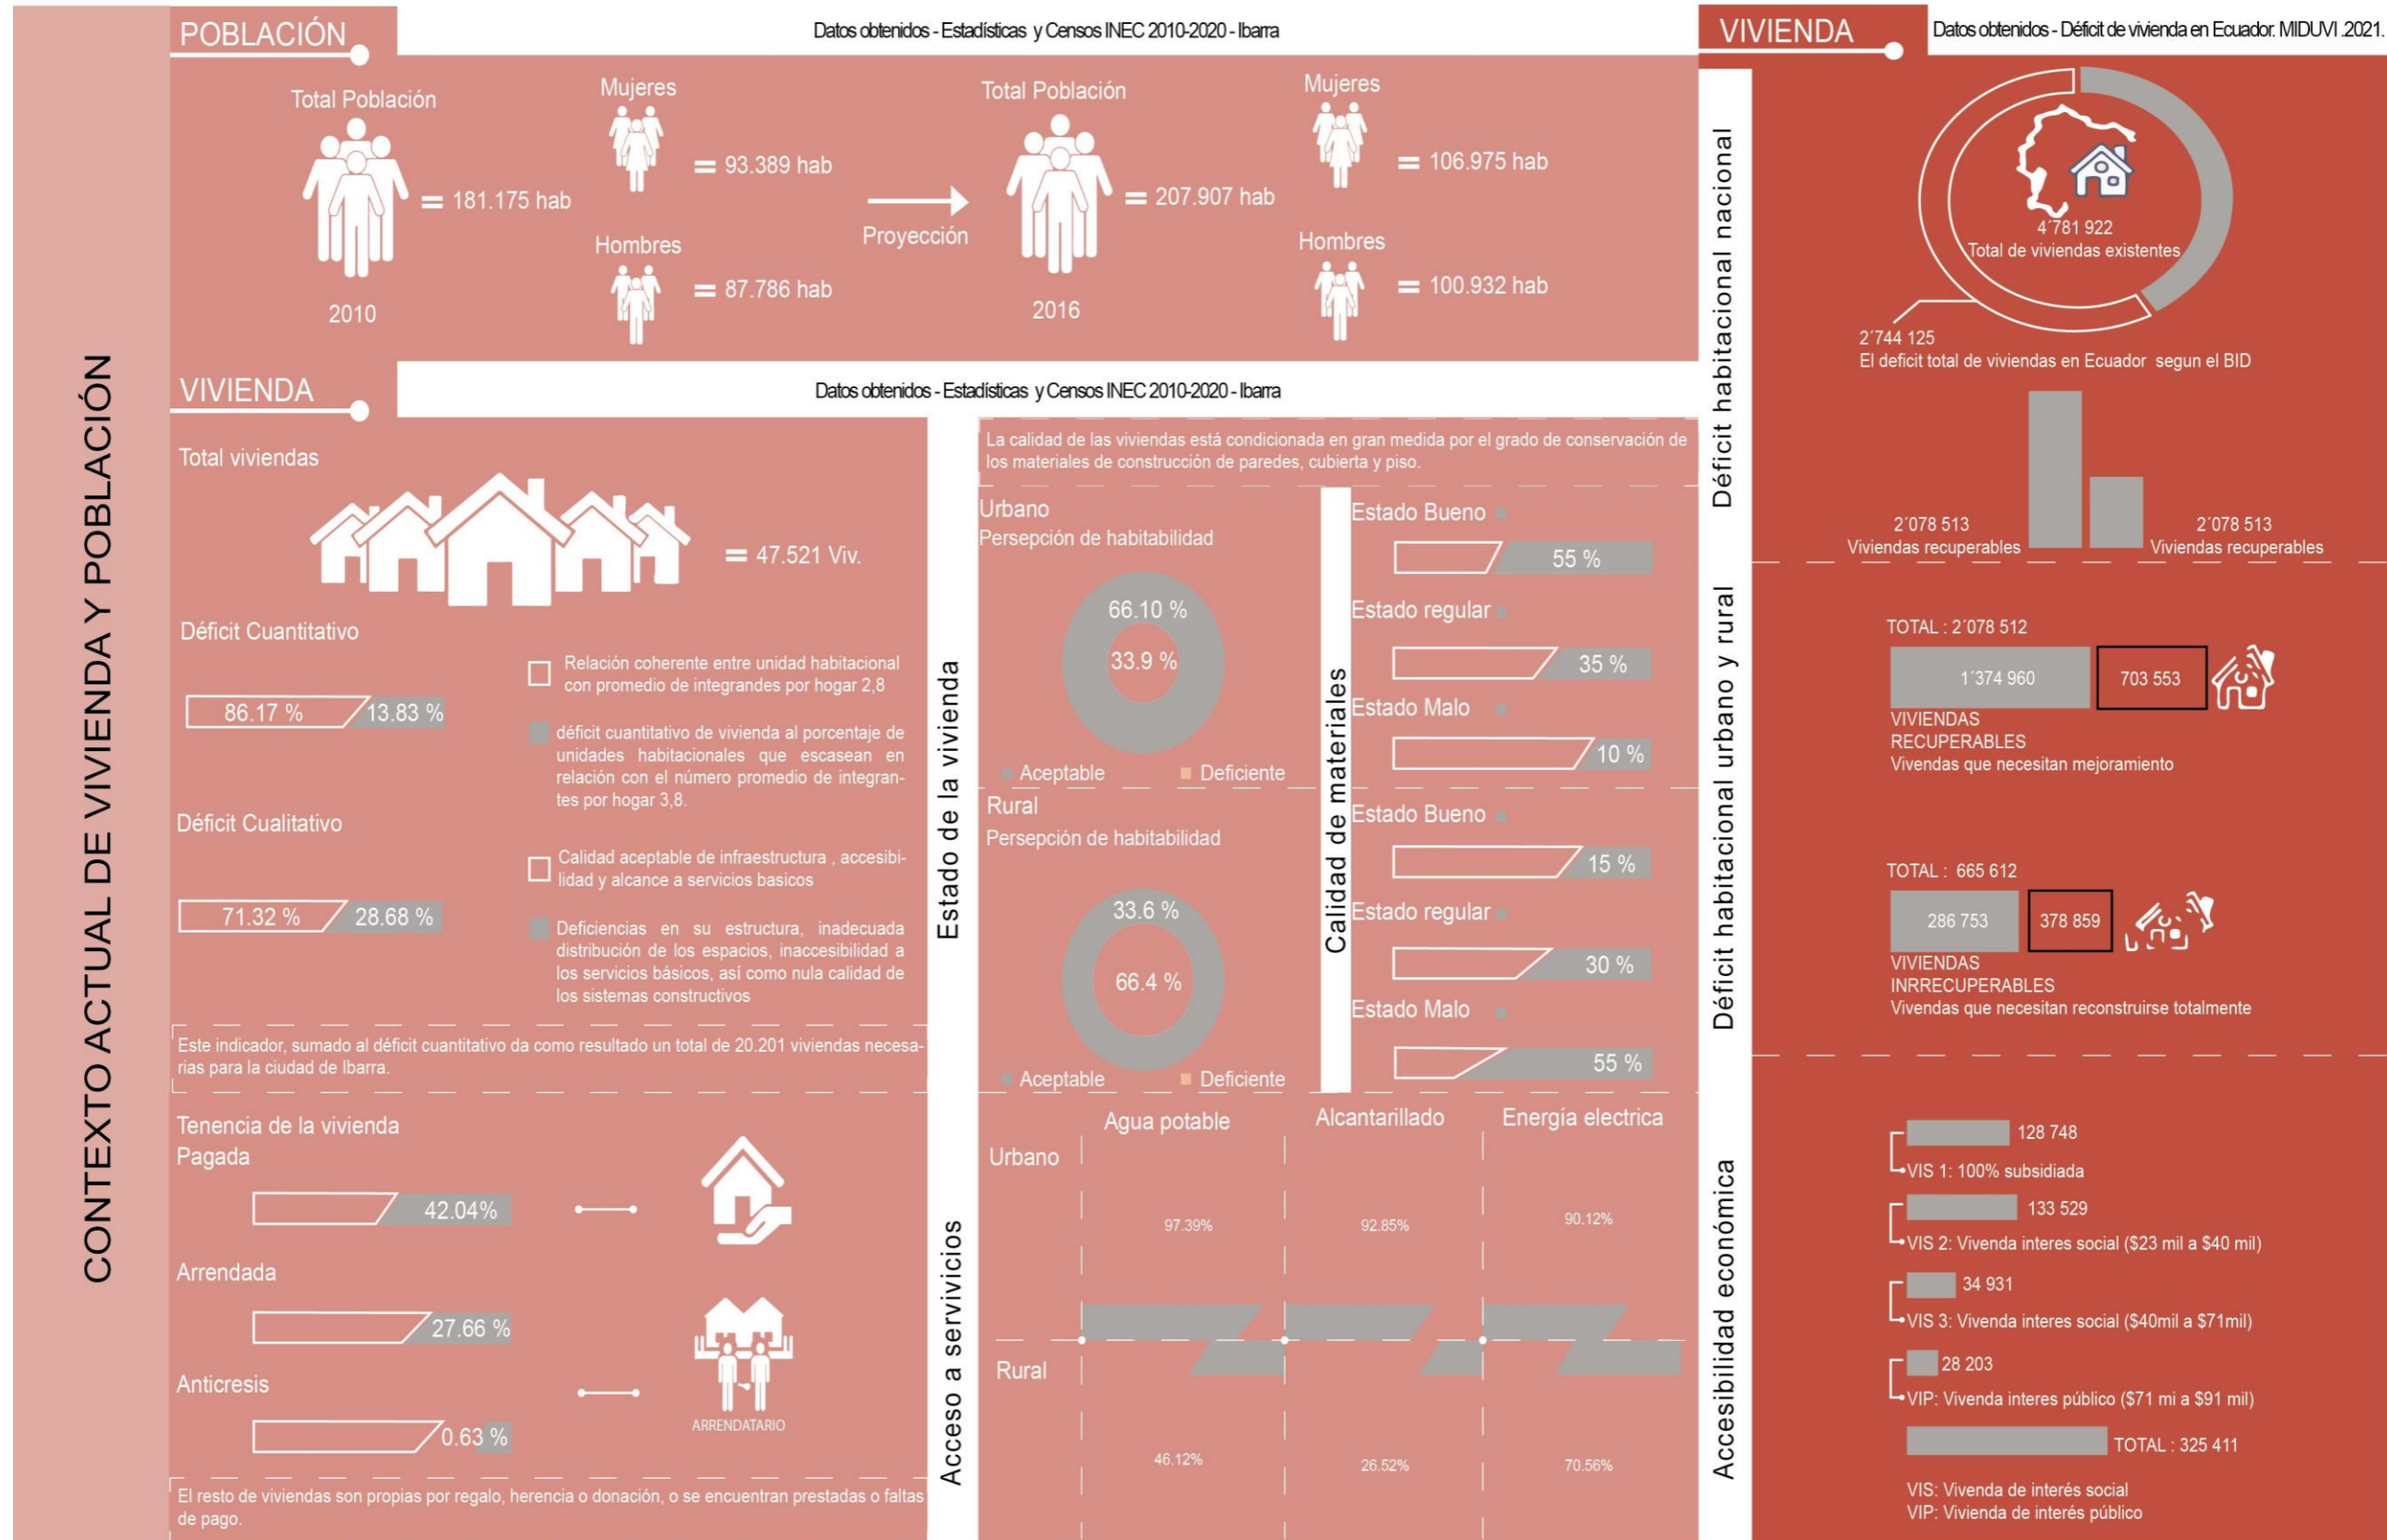 CONTEXTO ACTUAL DE VIVIENDA Y POBLACIÓN
POBLACIÓN
Datos obtenidos - Estadísticas y Censos INEC 2010-2020 - Ibarra
Total Población
= 181.175 hab
2010
Mujeres
= 93.389 hab
Hombres
= 87.786 hab
Proyección
Total Población
= 207.907 hab
2016
Mujeres
= 106.975 hab
Hombres
= 100.932 hab
VIVIENDA
Datos obtenidos - Estadísticas y Censos INEC 2010-2020 - Ibarra
Total viviendas
= 47.521 Viv.
Déficit Cuantitativo
86.17 %
13.83 %
Relación coherente entre unidad habitacional
con promedio de integrandes por hogar 2,8
déficit cuantitativo de vivienda al porcentaje de
unidades habitacionales que escasean en
relación con el número promedio de integran-
tes por hogar 3,8.
Déficit Cualitativo
71.32 %
28.68 %
Calidad aceptable de infraestructura , accesibi-
lidad y alcance a servicios basicos
Deficiencias en su estructura, inadecuada
distribución de los espacios, inaccesibilidad a
los servicios básicos, así como nula calidad de
los sistemas constructivos
Este indicador, sumado al déficit cuantitativo da como resultado un total de 20.201 viviendas necesa-
rias para la ciudad de Ibarra.
Tenencia de la vivienda
Pagada
42.04%
Arrendada
27.66 %
Anticresis
0.63 %
ARRENDATARIO
El resto de viviendas son propias por regalo, herencia o donación, o se encuentran prestadas o faltas
de pago.
Estado de la vivienda
La calidad de las viviendas está condicionada en gran medida por el grado de conservación de
los materiales de construcción de paredes, cubierta y piso.
Urbano
Persepción de habitabilidad
66.10 %
33.9 %
Aceptable
Deficiente
Rural
Persepción de habitabilidad
33.6 %
66.4 %
Aceptable
Deficiente
Calidad de materiales
Estado Bueno
55 %
Estado regular
35 %
Estado Malo
10 %
Estado Bueno
15 %
Estado regular
30 %
Estado Malo
55 %
Acceso a servivicios
Agua potable
Alcantarillado
Energía electrica
Urbano
97.39%
92.85%
90.12%
Rural
46.12%
26.52%
70.56%
VIVIENDA
Datos obtenidos - Déficit de vivienda en Ecuador. MIDUVI .2021.
Déficit habitacional nacional
4´781 922
Total de viviendas existentes
2´744 125
El deficit total de viviendas en Ecuador segun el BID
2´078 513
Viviendas recuperables
2´078 513
Viviendas recuperables
Déficit habitacional urbano y rural
TOTAL : 2´078 512
1´374 960
703 553
VIVIENDAS
RECUPERABLES
Vivendas que necesitan mejoramiento
TOTAL : 665 612
286 753
378 859
VIVIENDAS
INRRECUPERABLES
Vivendas que necesitan reconstruirse totalmente
Accesibilidad económica
128 748
VIS 1: 100% subsidiada
133 529
VIS 2: Vivenda interes social ($23 mil a $40 mil)
34 931
VIS 3: Vivenda interes social ($40mil a $71mil)
28 203
VIP: Vivenda interes público ($71 mi a $91 mil)
TOTAL : 325 411
VIS: Vivenda de interés social
VIP: Vivienda de interés público